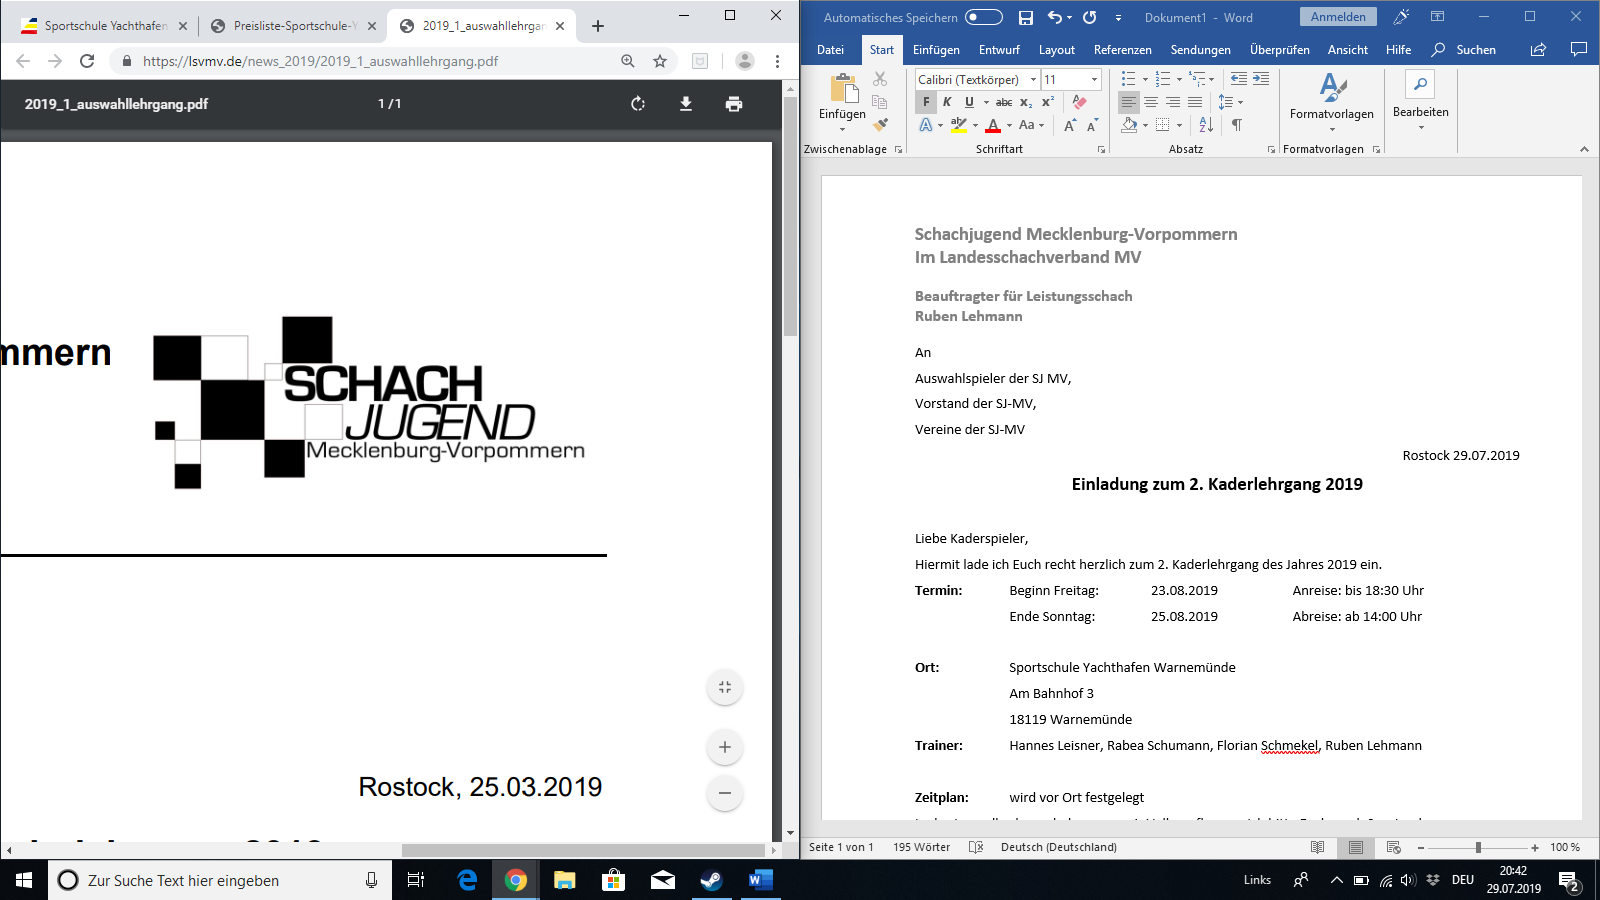 Sportschule Yachthafen
Preisliste-Sportschule-Y
2019_1_auswahllehrgan
https://lsvmv.de/news_2019/2019_1_auswahllehrgang.pdf
2019_1_auswahllehrgang.pdf
1 / 1
mmern
SCHACH
JUGEND
Mecklenburg-Vorpommern
Rostock, 25.03.2019
Automatisches Speichern
Dokument1 - Word
Anmelden
Datei
Start
Einfügen
Entwurf
Layout
Referenzen
Sendungen
Überprüfen
Ansicht
Hilfe
Suchen
Einfügen
Zwischenablage
Calibri (Textkörper)
11
F K U abc x₂ x²
A ab A Aa A A
Schriftart
Absatz
Formatvorlagen
Formatvorlagen
Bearbeiten
Schachjugend Mecklenburg-Vorpommern
Im Landesschachverband MV
Beauftragter für Leistungsschach
Ruben Lehmann
An
Auswahlspieler der SJ MV,
Vorstand der SJ-MV,
Vereine der SJ-MV
Rostock 29.07.2019
Einladung zum 2. Kaderlehrgang 2019
Liebe Kaderspieler,
Hiermit lade ich Euch recht herzlich zum 2. Kaderlehrgang des Jahres 2019 ein.
Termin: Beginn Freitag: 23.08.2019 Anreise: bis 18:30 Uhr
Ende Sonntag: 25.08.2019 Abreise: ab 14:00 Uhr
Ort: Sportschule Yachthafen Warnemünde
Am Bahnhof 3
18119 Warnemünde
Trainer: Hannes Leisner, Rabea Schumann, Florian Schmekel, Ruben Lehmann
Zeitplan: wird vor Ort festgelegt
Seite 1 von 1
195 Wörter
Deutsch (Deutschland)
100 %
Zur Suche Text hier eingeben
Links
DEU
20:42
29.07.2019
2